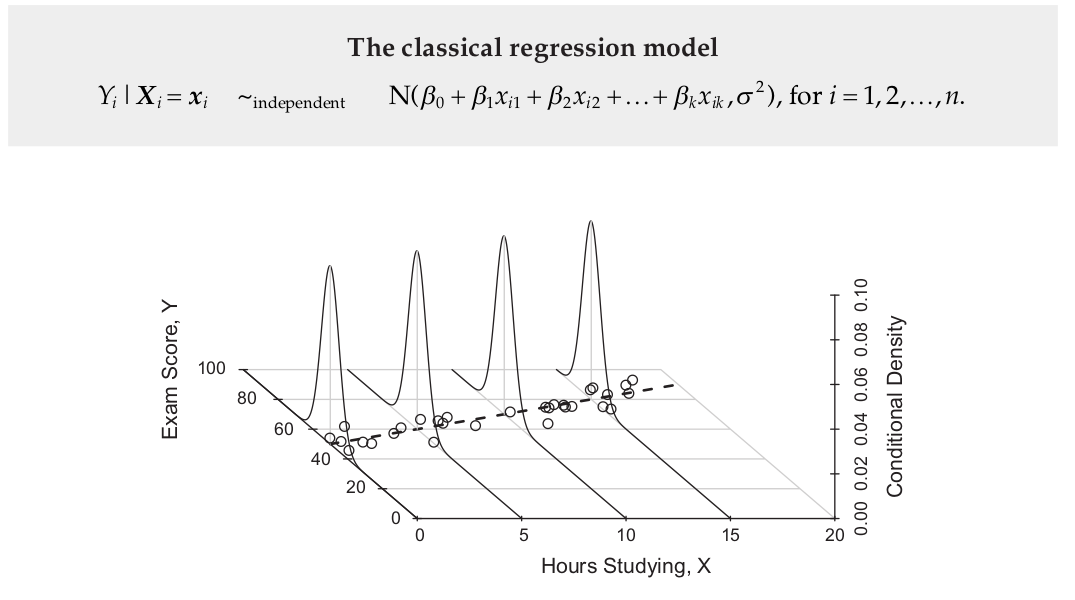 The classical regression model
Yᵢ | Xᵢ = xᵢ ~independent N(β₀ + β₁xᵢ₁ + β₂xᵢ₂ + … + βₖxᵢₖ, σ²), for i = 1, 2,…, n.
Exam Score, Y
100
80
60
40
20
0
0 5 10 15 20
Hours Studying, X
0.00 0.02 0.04 0.06 0.08 0.10
Conditional Density